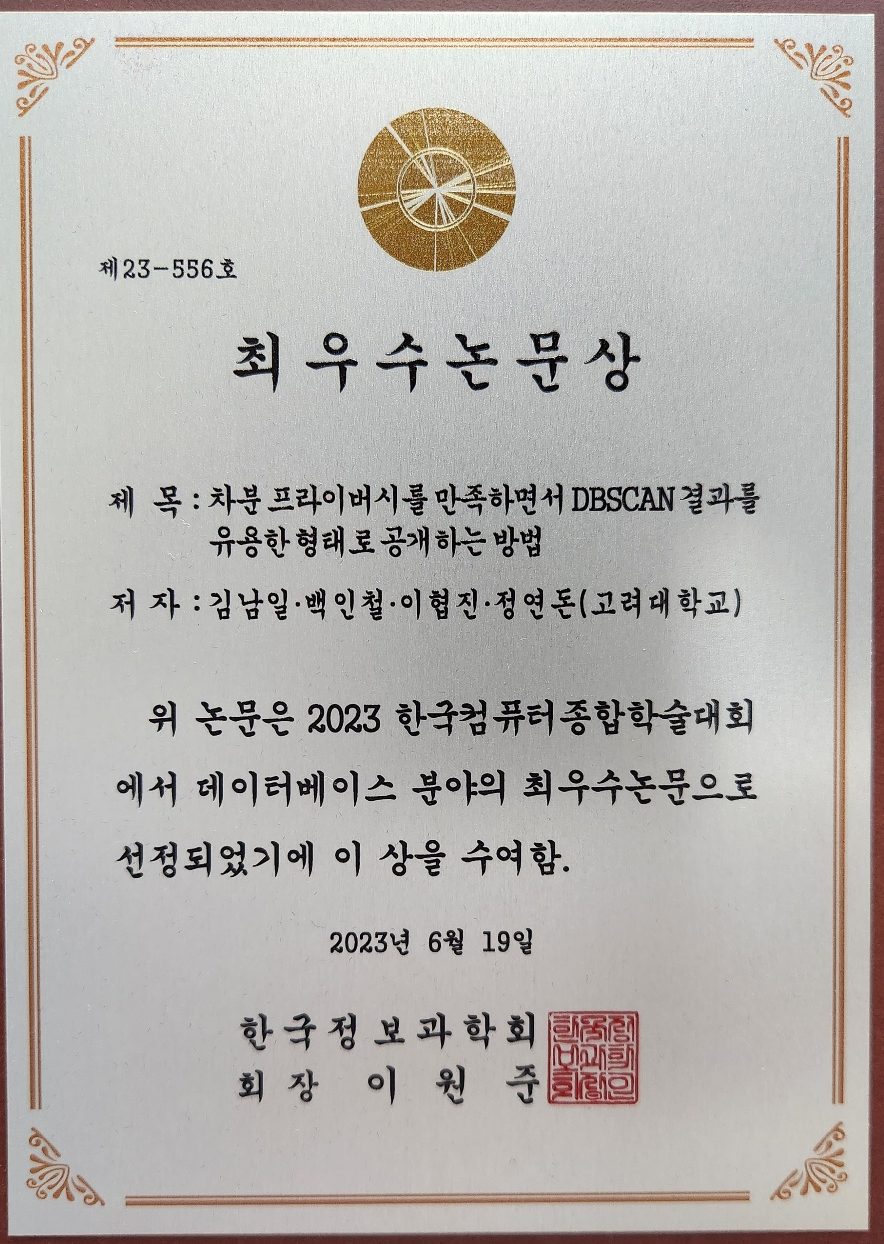 제23-556호
최우수논문상
제 목 : 차분 프라이버시를 만족하면서 DBSCAN 결과를
유용한 형태로 공개하는 방법
저 자 : 김남일·백인철·이협진·정연돈(고려대학교)
위 논문은 2023 한국컴퓨터종합학술대회
에서 데이터베이스 분야의 최우수논문으로
선정되었기에 이 상을 수여함.
2023년 6월 19일
한국정보과학회
회장 이원준